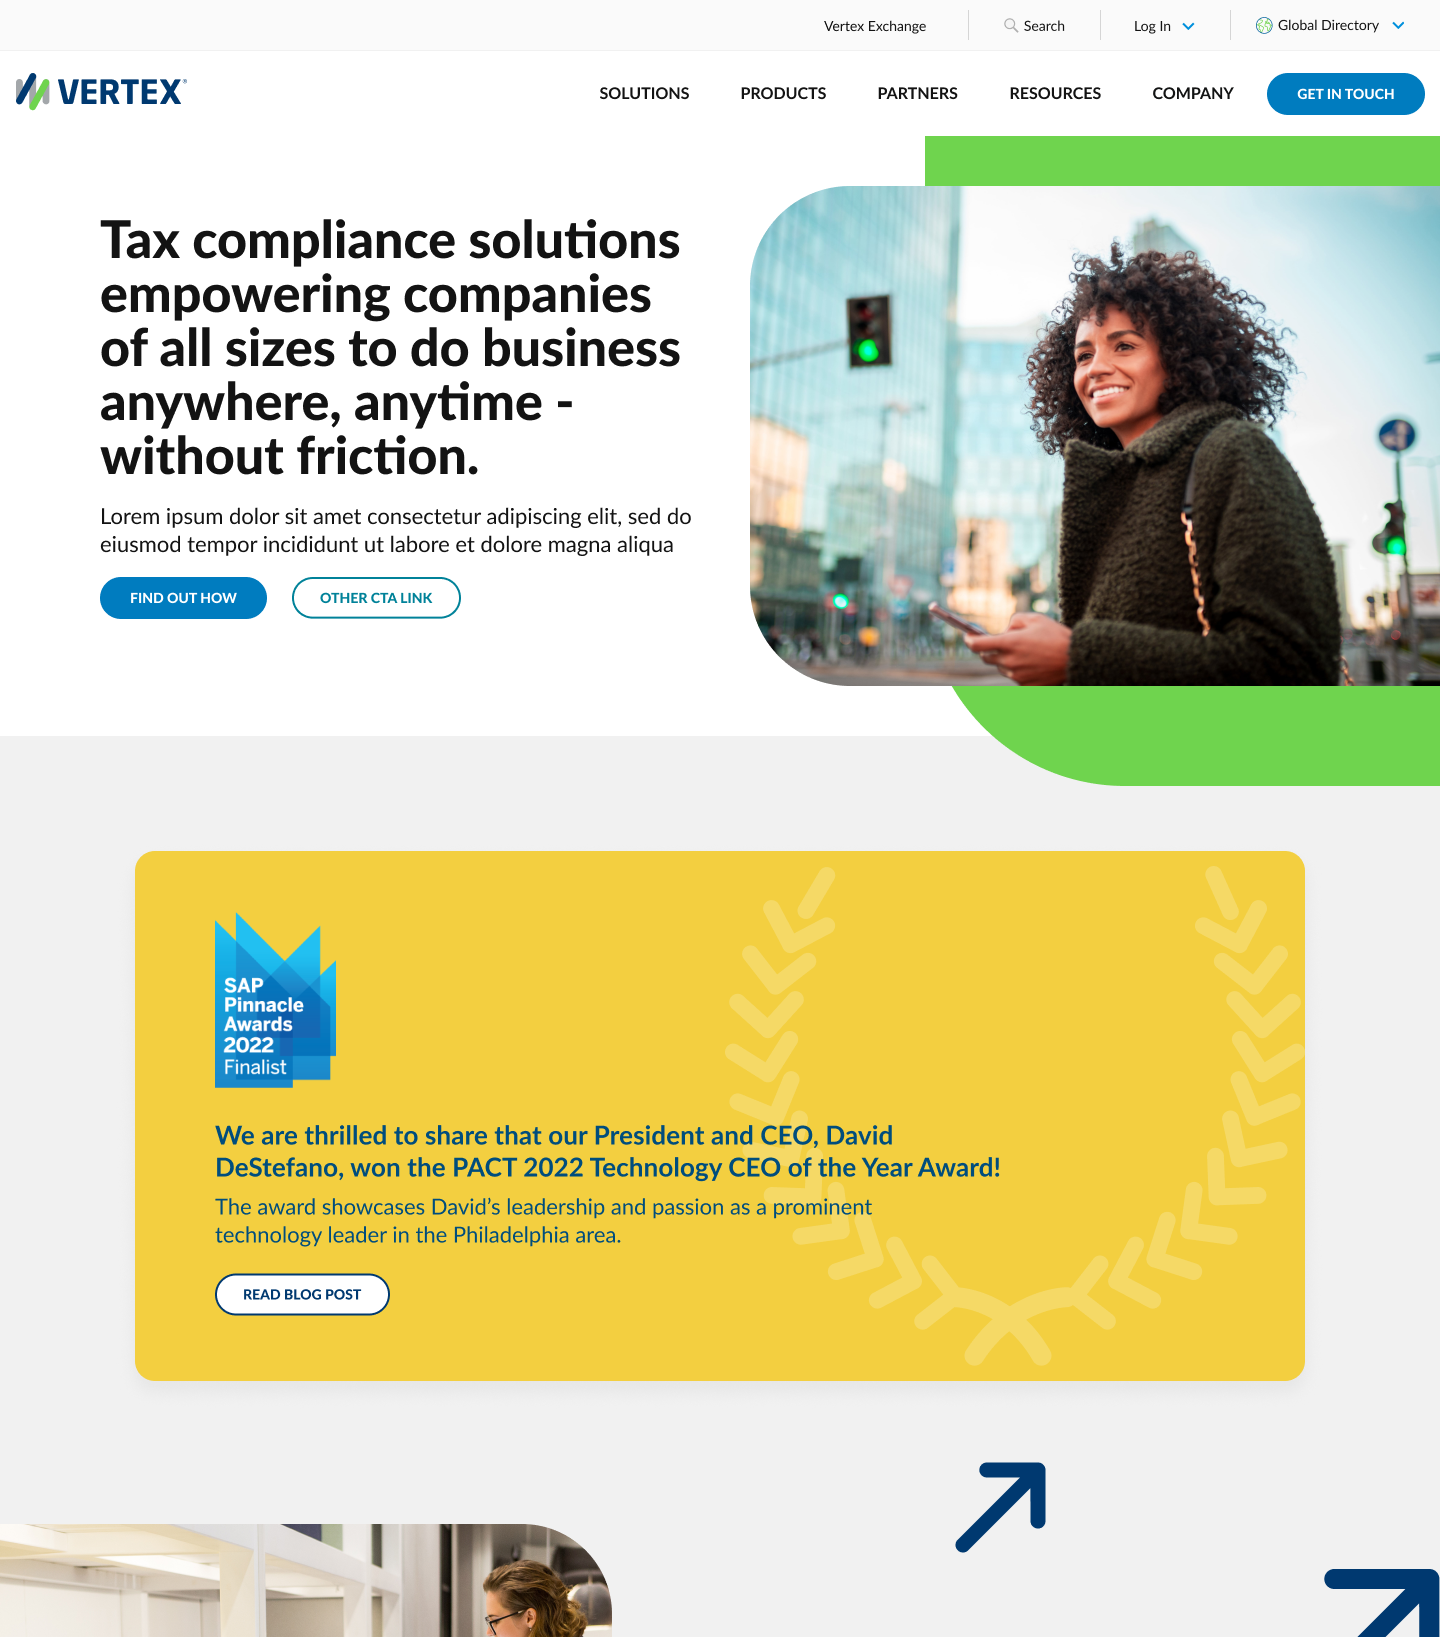 Vertex Exchange
Search
Log In
Global Directory
VERTEX®
SOLUTIONS
PRODUCTS
PARTNERS
RESOURCES
COMPANY
GET IN TOUCH
Tax compliance solutions
empowering companies
of all sizes to do business
anywhere, anytime -
without friction.
Lorem ipsum dolor sit amet consectetur adipiscing elit, sed do
eiusmod tempor incididunt ut labore et dolore magna aliqua
FIND OUT HOW
OTHER CTA LINK
SAP
Pinnacle
Awards
2022
Finalist
We are thrilled to share that our President and CEO, David
DeStefano, won the PACT 2022 Technology CEO of the Year Award!
The award showcases David’s leadership and passion as a prominent
technology leader in the Philadelphia area.
READ BLOG POST